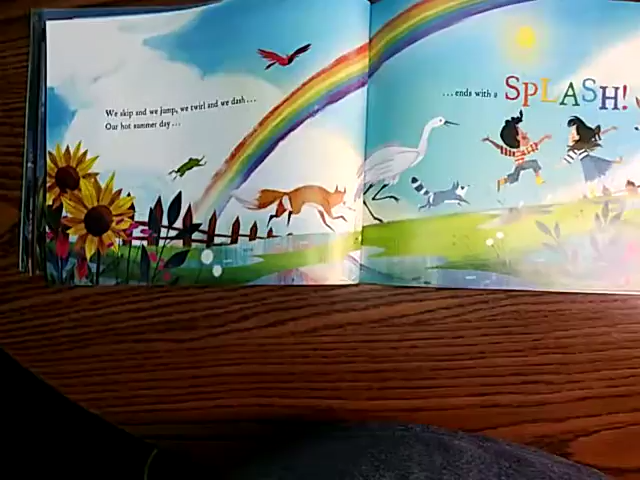 We skip and we jump, we twirl and we dash...
Our hot summer day...
...ends with a SPLASH!